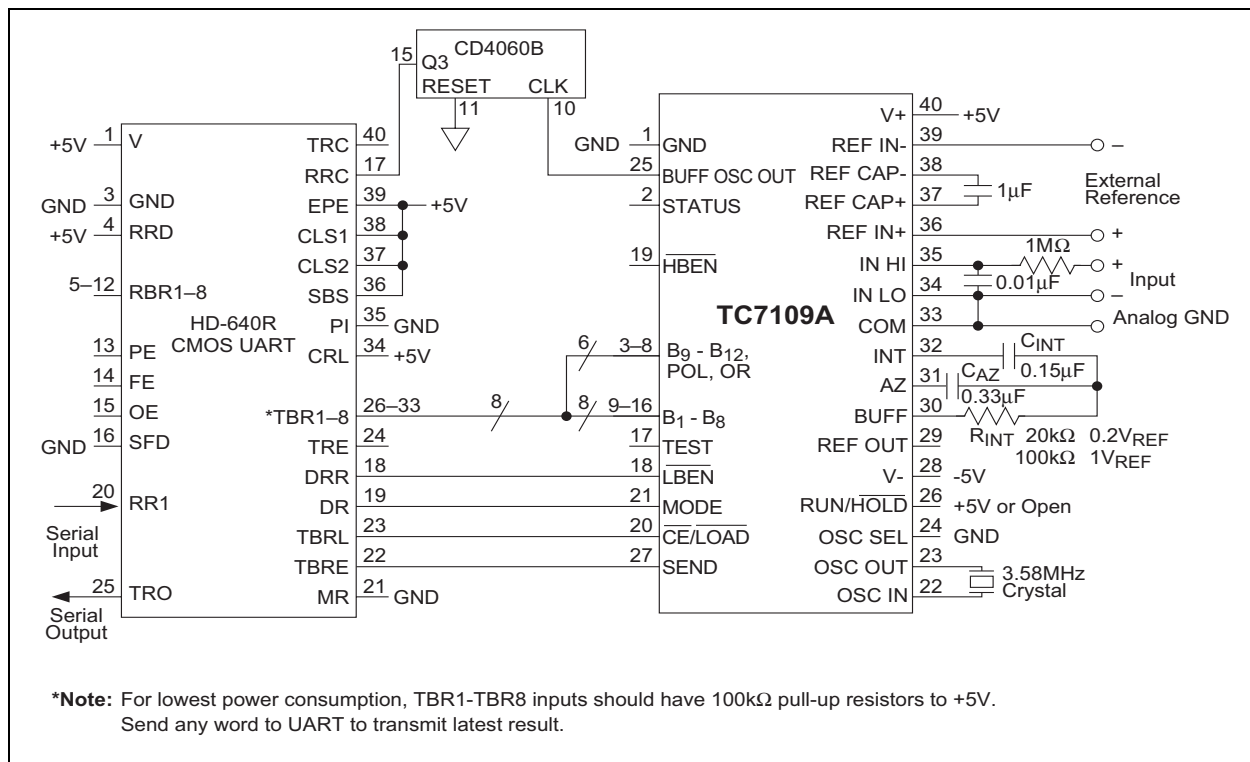 CD4060B
15 Q3
RESET CLK
11 10
HD-640R
CMOS UART
+5V 1 V
GND 3 GND
+5V 4 RRD
5–12 RBR1–8
13 PE
14 FE
15 OE
GND 16 SFD
20 RR1
Serial
Input
25 TRO
Serial
Output
TRC 40
RRC 17
EPE 39 +5V
CLS1 38
CLS2 37
SBS 36
PI 35 GND
CRL 34 +5V
*TBR1–8 26–33 8
TRE 24
DRR 18
DR 19
TBRL 23
TBRE 22
MR 21 GND
TC7109A
GND 1 GND
25 BUFF OSC OUT
2 STATUS
19 HBEN
6 3–8 B9 - B12,
POL, OR
8 9–16 B1 - B8
17 TEST
18 LBEN
21 MODE
20 CE/LOAD
27 SEND
V+ 40 +5V
REF IN- 39 –
REF CAP- 38
1µF
REF CAP+ 37
External
Reference
REF IN+ 36 +
IN HI 35 1MΩ +
0.01µF Input
IN LO 34 –
COM 33 Analog GND
INT 32 CINT
0.15µF
AZ 31 CAZ
0.33µF
BUFF 30
RINT 20kΩ 0.2VREF
100kΩ 1VREF
REF OUT 29
V- 28 -5V
RUN/HOLD 26 +5V or Open
OSC SEL 24 GND
OSC OUT 23
3.58MHz
Crystal
OSC IN 22
*Note: For lowest power consumption, TBR1-TBR8 inputs should have 100kΩ pull-up resistors to +5V.
Send any word to UART to transmit latest result.